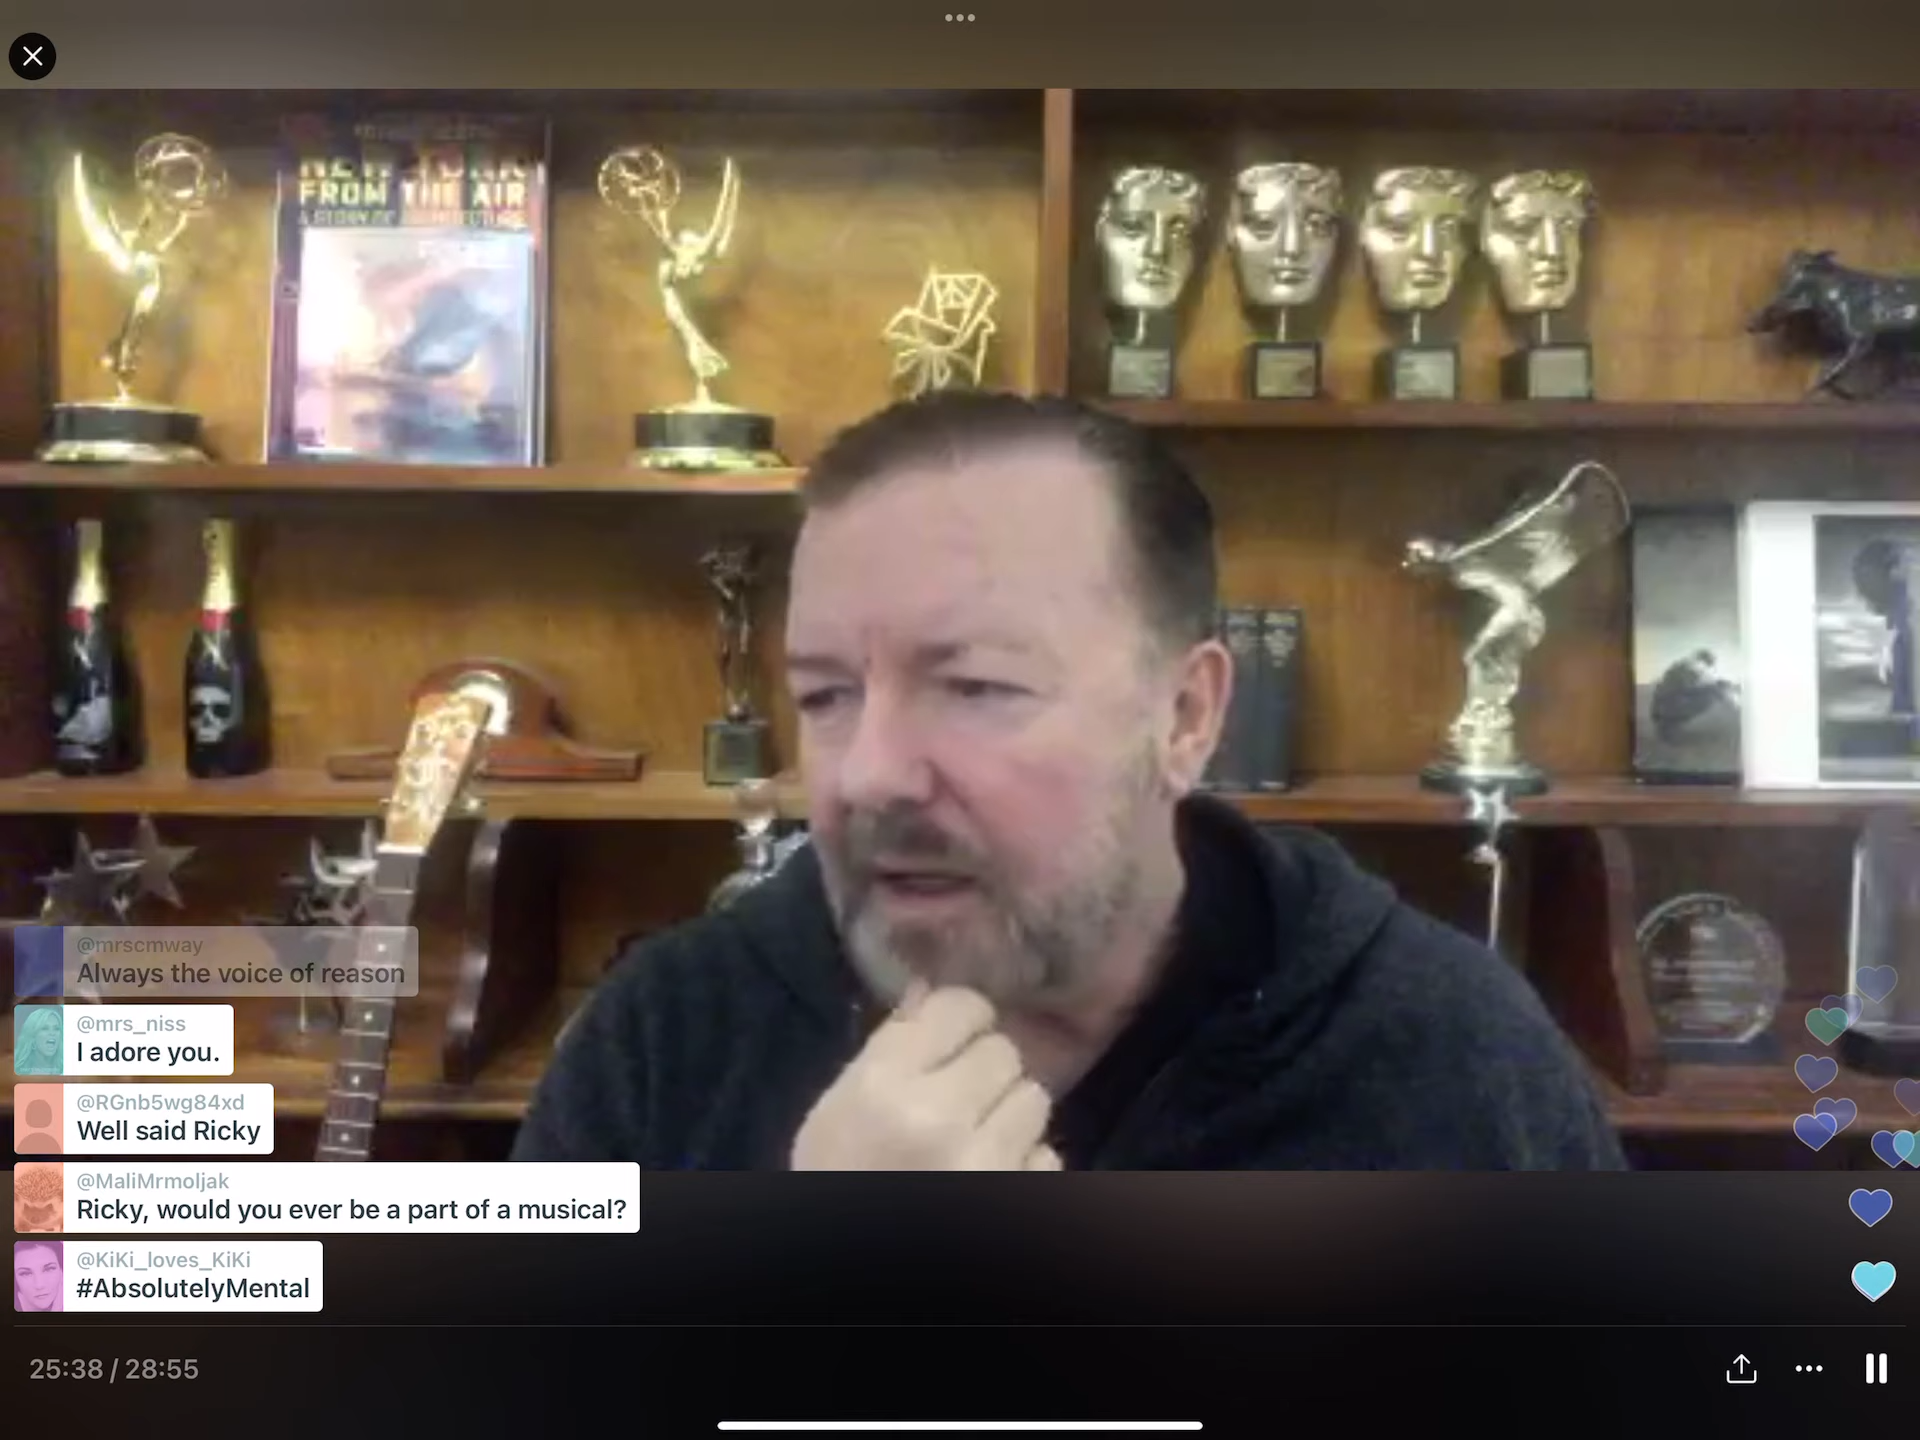 FROM THE AIR
@mrscmway
Always the voice of reason
@mrs_niss
I adore you.
@RGnb5wg84xd
Well said Ricky
@MaliMrmoljak
Ricky, would you ever be a part of a musical?
@KiKi_loves_KiKi
#AbsolutelyMental
25:38 / 28:55